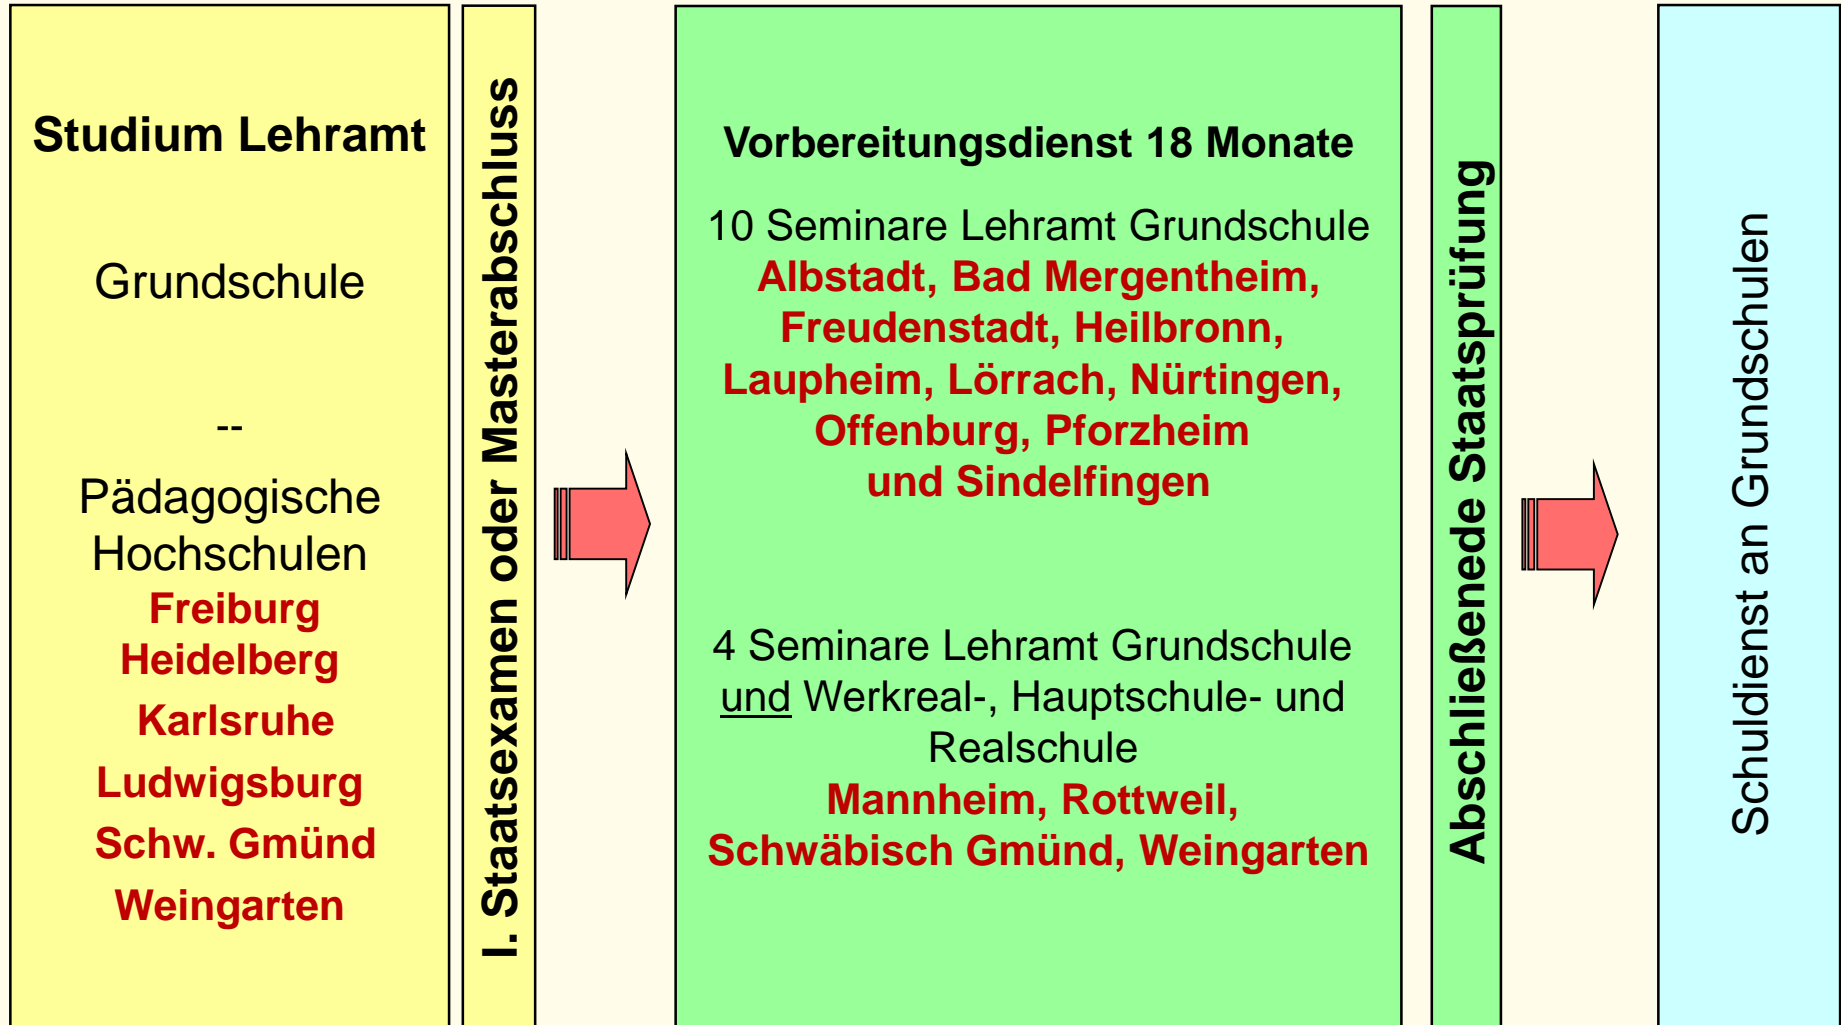 Studium Lehramt
Grundschule
--
Pädagogische
Hochschulen
Freiburg
Heidelberg
Karlsruhe
Ludwigsburg
Schw. Gmünd
Weingarten
I. Staatsexamen oder Masterabschluss
Vorbereitungsdienst 18 Monate
10 Seminare Lehramt Grundschule
Albstadt, Bad Mergentheim,
Freudenstadt, Heilbronn,
Laupheim, Lörrach, Nürtingen,
Offenburg, Pforzheim
und Sindelfingen
4 Seminare Lehramt Grundschule
und Werkreal-, Hauptschule- und
Realschule
Mannheim, Rottweil,
Schwäbisch Gmünd, Weingarten
Abschließenede Staatsprüfung
Schuldienst an Grundschulen